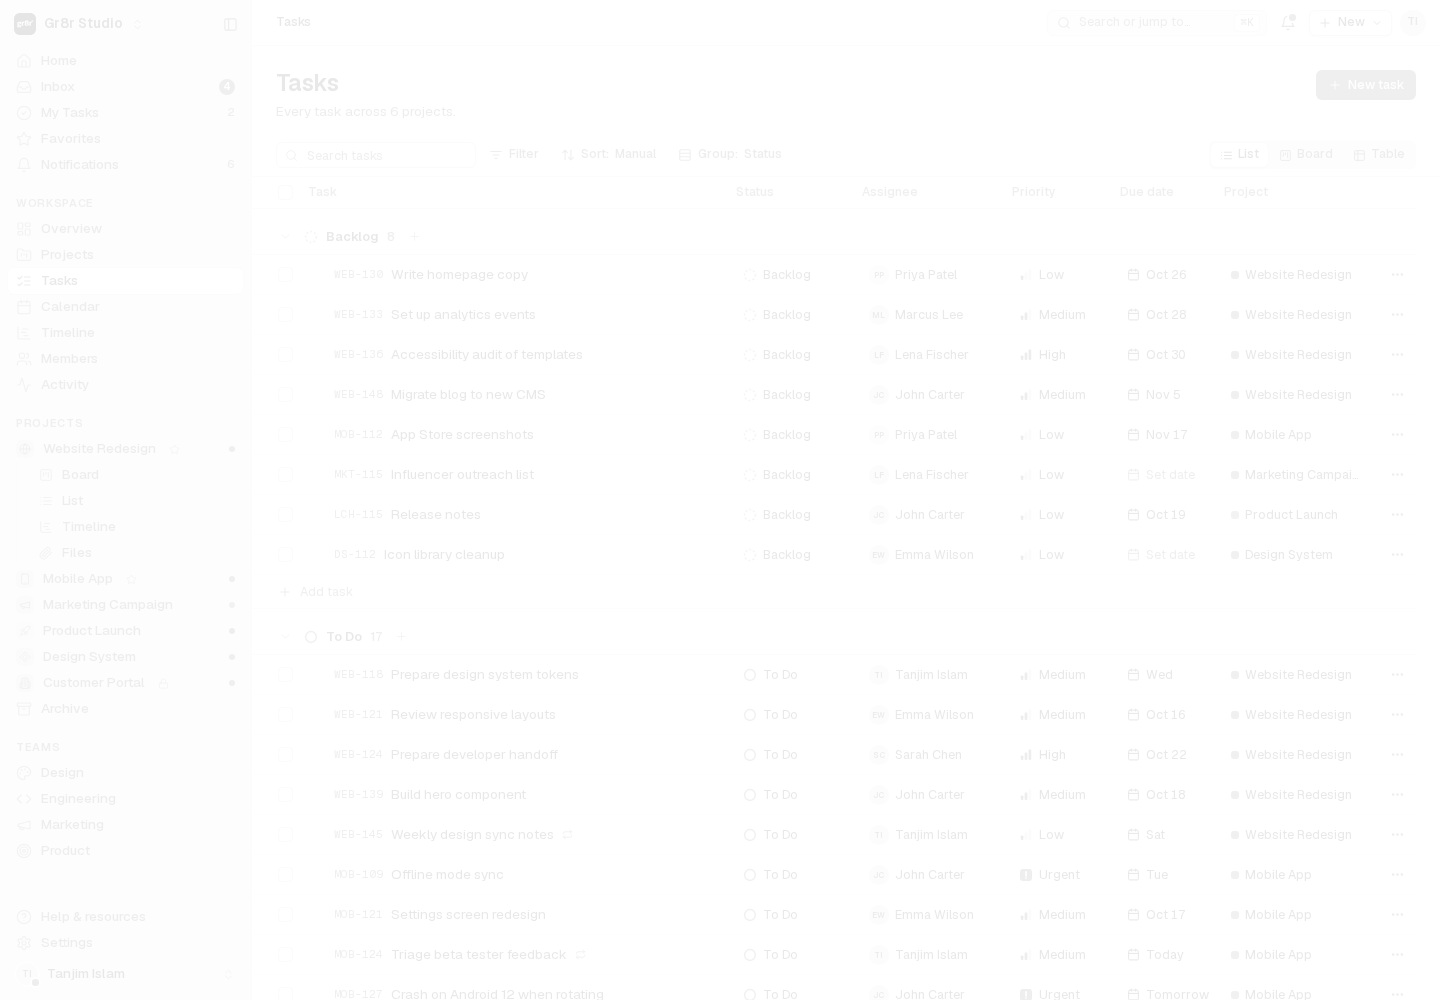 Gr8r Studio
Home
Inbox 4
My Tasks 2
Favorites
Notifications 6
WORKSPACE
Overview
Projects
Tasks
Calendar
Timeline
Members
Activity
PROJECTS
Website Redesign
Board
List
Timeline
Files
Mobile App
Marketing Campaign
Product Launch
Design System
Customer Portal
Archive
TEAMS
Design
Engineering
Marketing
Product
Help & resources
Settings
TI Tanjim Islam
Tasks
Search or jump to... ⌘K
New
TI
Tasks
Every task across 6 projects.
New task
Search tasks
Filter
Sort: Manual
Group: Status
List
Board
Table
Task Status Assignee Priority Due date Project
Backlog 8
WEB-130 Write homepage copy Backlog PP Priya Patel Low Oct 26 Website Redesign
WEB-133 Set up analytics events Backlog ML Marcus Lee Medium Oct 28 Website Redesign
WEB-136 Accessibility audit of templates Backlog LF Lena Fischer High Oct 30 Website Redesign
WEB-148 Migrate blog to new CMS Backlog JC John Carter Medium Nov 5 Website Redesign
MOB-112 App Store screenshots Backlog PP Priya Patel Low Nov 17 Mobile App
MKT-115 Influencer outreach list Backlog LF Lena Fischer Low Set date Marketing Campai...
LCH-115 Release notes Backlog JC John Carter Low Oct 19 Product Launch
DS-112 Icon library cleanup Backlog EW Emma Wilson Low Set date Design System
Add task
To Do 17
WEB-118 Prepare design system tokens To Do TI Tanjim Islam Medium Wed Website Redesign
WEB-121 Review responsive layouts To Do EW Emma Wilson Medium Oct 16 Website Redesign
WEB-124 Prepare developer handoff To Do SC Sarah Chen High Oct 22 Website Redesign
WEB-139 Build hero component To Do JC John Carter Medium Oct 18 Website Redesign
WEB-145 Weekly design sync notes To Do TI Tanjim Islam Low Sat Website Redesign
MOB-109 Offline mode sync To Do JC John Carter Urgent Tue Mobile App
MOB-121 Settings screen redesign To Do EW Emma Wilson Medium Oct 17 Mobile App
MOB-124 Triage beta tester feedback To Do TI Tanjim Islam Medium Today Mobile App
MOB-127 Crash on Android 12 when rotating To Do JC John Carter Urgent Tomorrow Mobile App